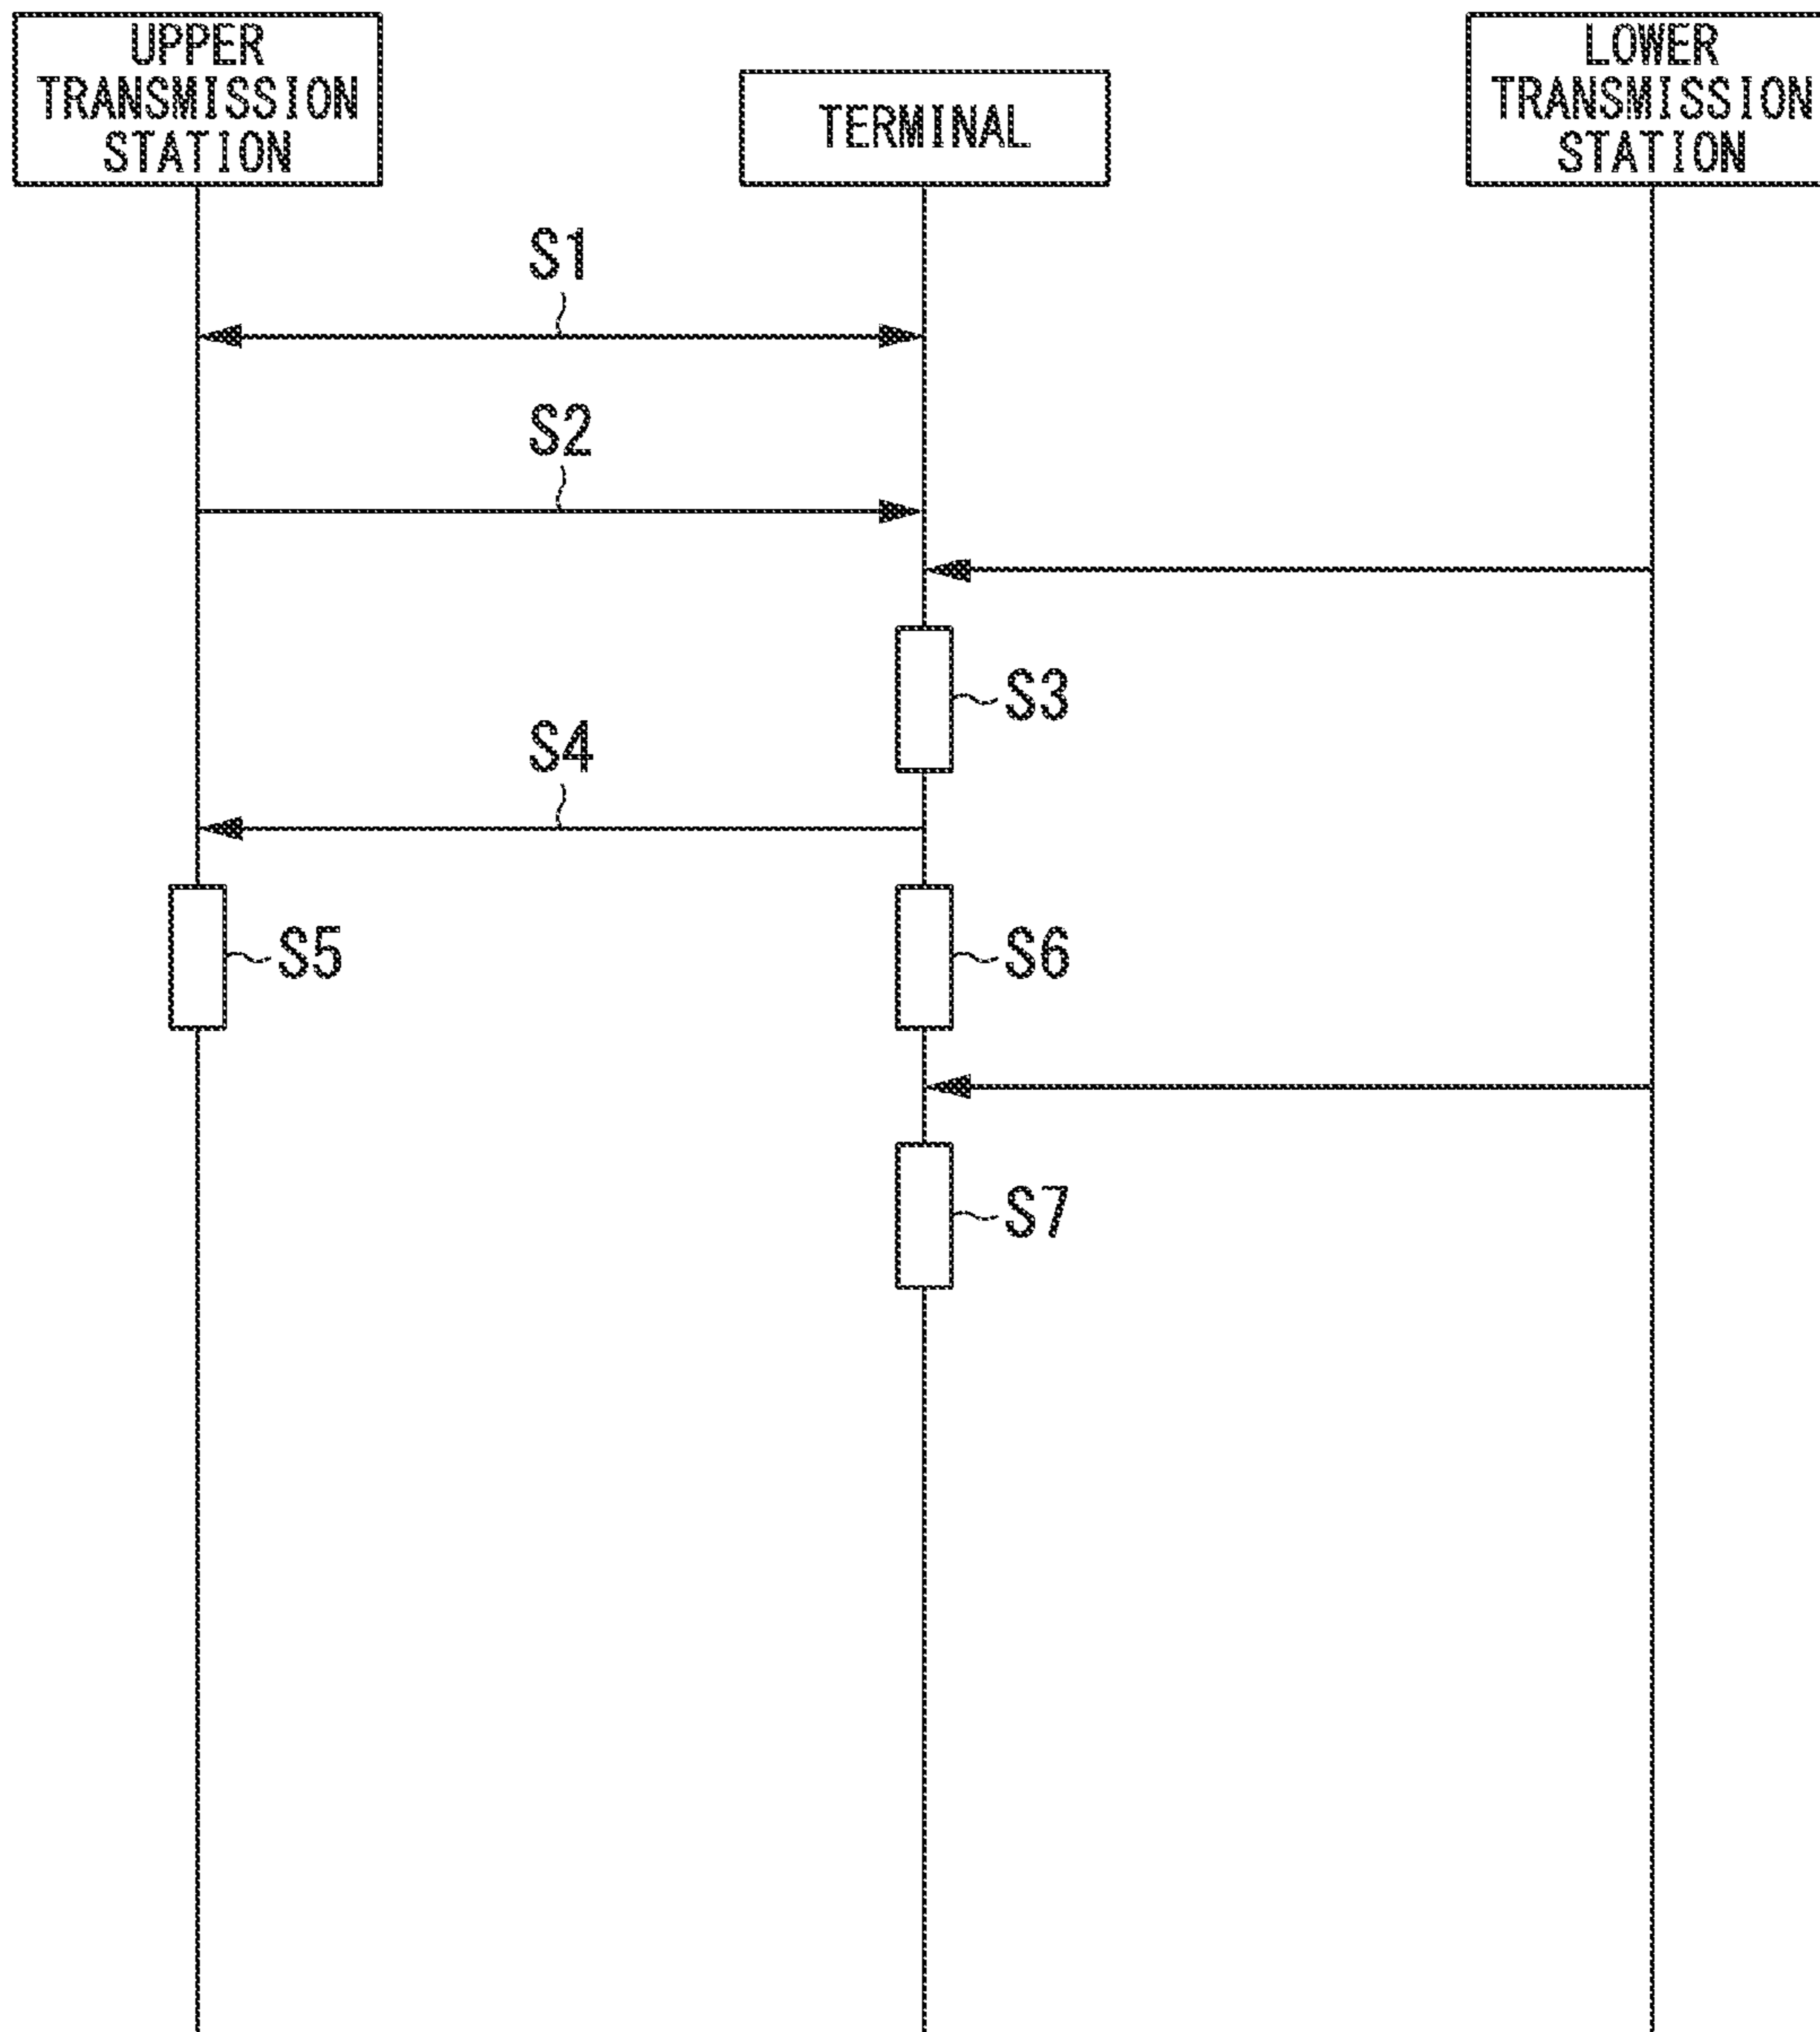 UPPER
TRANSMISSION
STATION
TERMINAL
LOWER
TRANSMISSION
STATION
S1
S2
S3
S4
S5
S6
S7